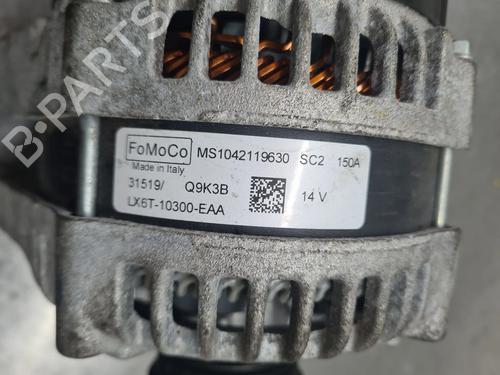 FoMoCo MS1042119630 SC2 150A
Made in Italy
31519/ Q9K3B 14 V
LX6T-10300-EAA
B-PARTS